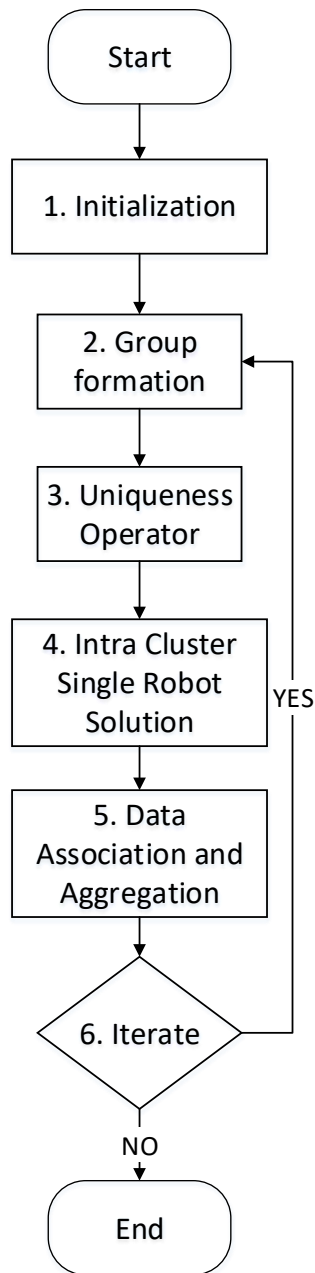 Start
1. Initialization
2. Group
formation
3. Uniqueness
Operator
4. Intra Cluster
Single Robot
Solution
YES
5. Data
Association and
Aggregation
6. Iterate
NO
End